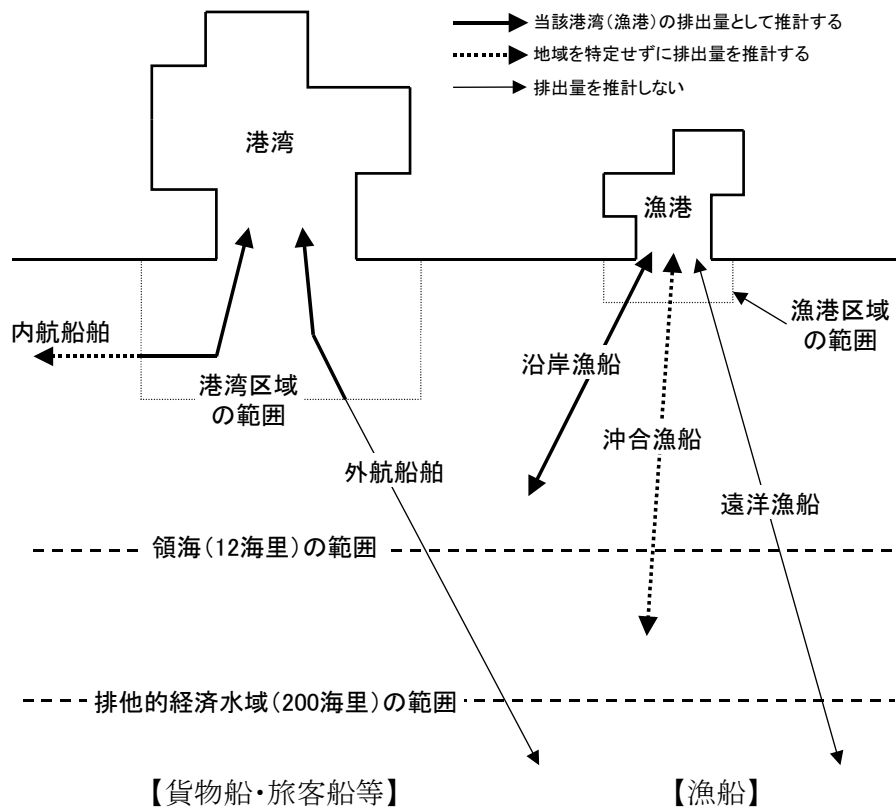 当該港湾(漁港)の排出量として推計する
地域を特定せずに排出量を推計する
排出量を推計しない
港湾
漁港
内航船舶
港湾区域
の範囲
漁港区域
の範囲
沿岸漁船
沖合漁船
外航船舶
遠洋漁船
領海(12海里)の範囲
排他的経済水域(200海里)の範囲
【貨物船・旅客船等】
【漁船】